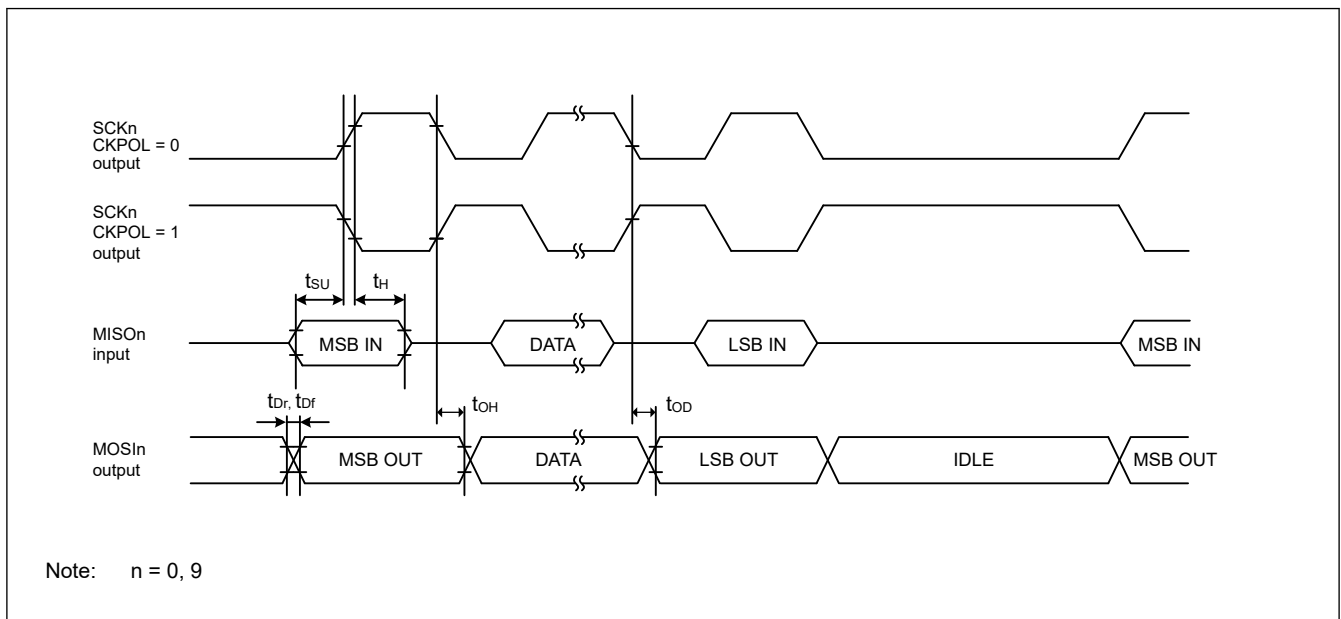 SCKn
CKPOL = 0
output
SCKn
CKPOL = 1
output
tSU
tH
MISOn
input
MSB IN
DATA
LSB IN
MSB IN
tDr, tDf
tOH
tOD
MOSIn
output
MSB OUT
DATA
LSB OUT
IDLE
MSB OUT
Note: n = 0, 9